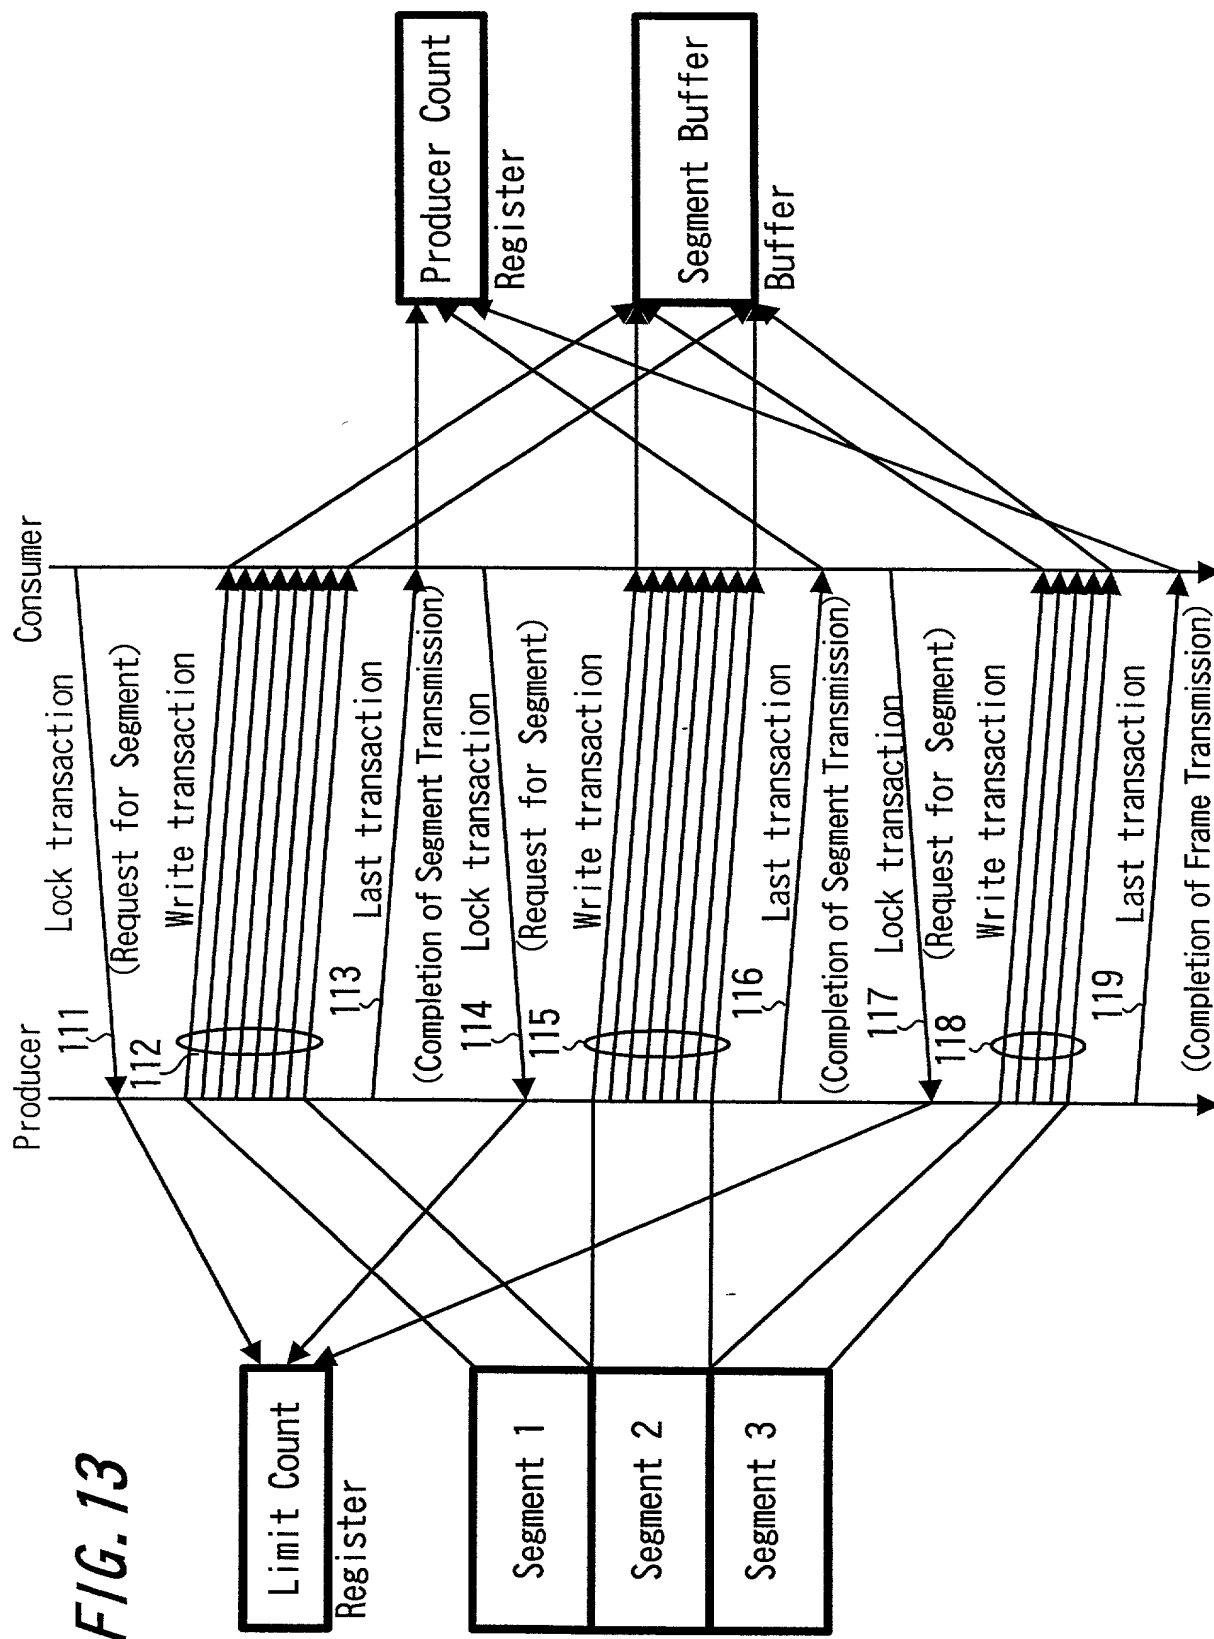 FIG. 13
Producer
Consumer
Lock transaction
111
(Request for Segment)
112
Write transaction
Limit Count
Register
113
Last transaction
(Completion of Segment Transmission)
Producer Count
Register
114
Lock transaction
(Request for Segment)
115
Write transaction
Segment 1
Segment 2
Segment 3
Segment Buffer
Buffer
116
Last transaction
(Completion of Segment Transmission)
117
Lock transaction
(Request for Segment)
118
Write transaction
119
Last transaction
(Completion of Frame Transmission)